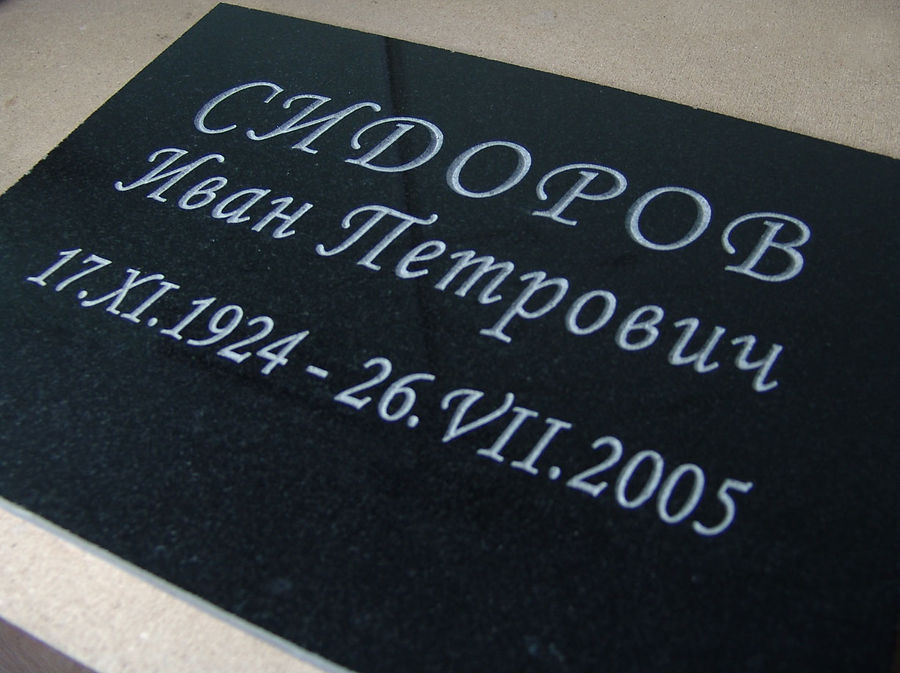 СИДОРОВ
Иван Петрович
17.XI.1924 - 26.VII.2005